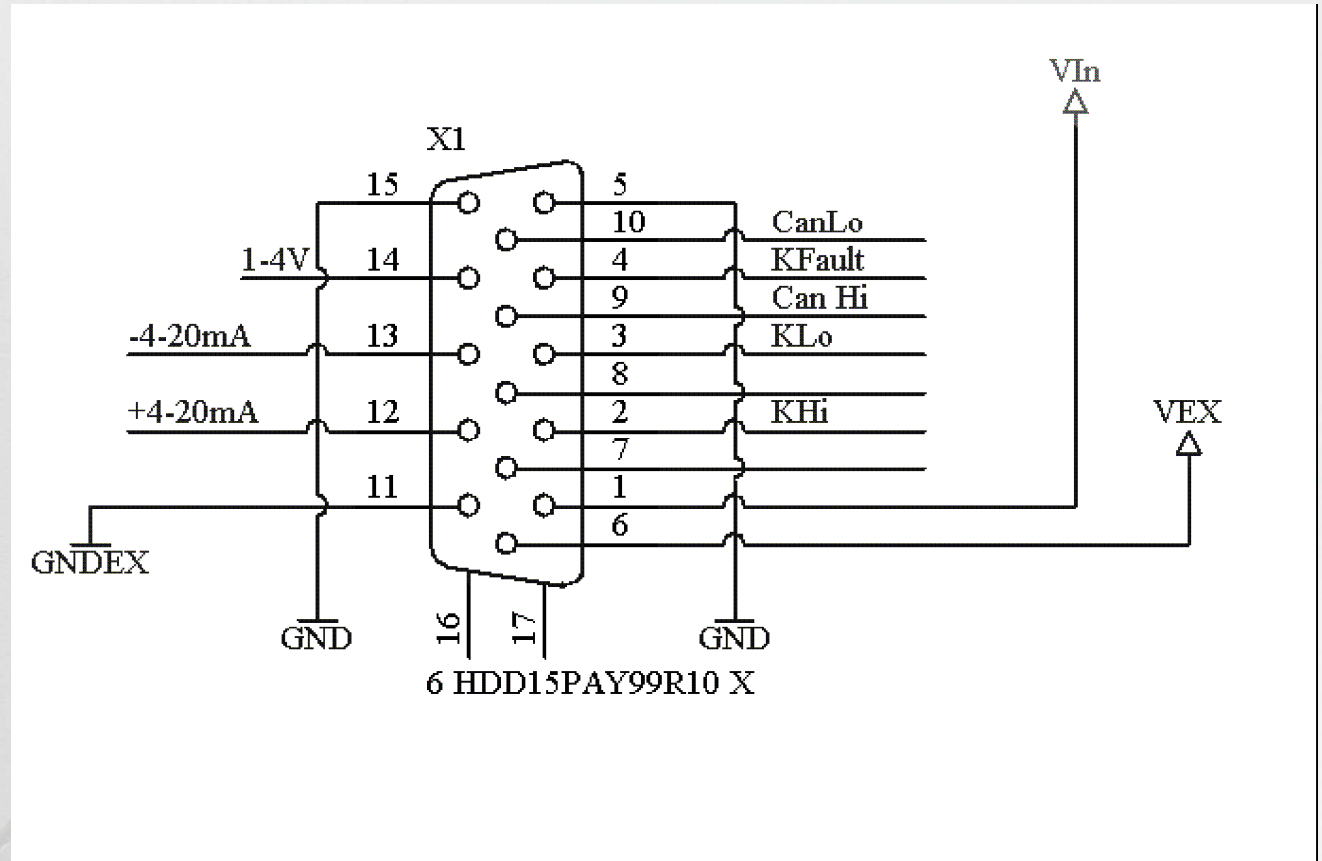 VIn
X1
15 5
10 CanLo
1-4V 14 4 KFault
9 Can Hi
-4-20mA 13 3 KLo
8
+4-20mA 12 2 KHi
VEX
7
11 1
6
GNDEX
16 17
GND GND
6 HDD15PAY99R10 X